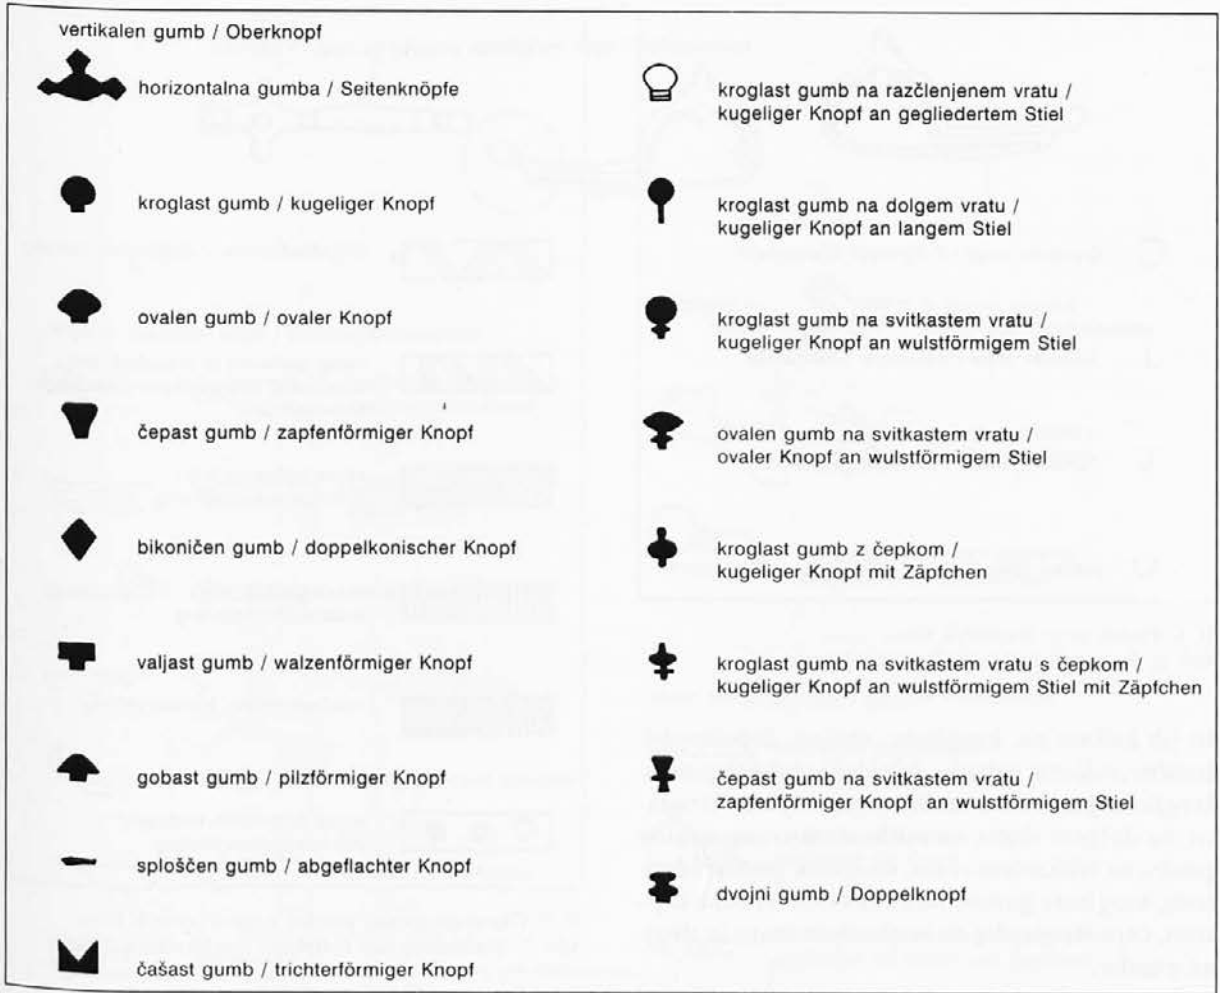 vertikalen gumb / Oberknopf
horizontalna gumba / Seitenknöpfe
kroglast gumb / kugeliger Knopf
ovalen gumb / ovaler Knopf
čepast gumb / zapfenförmiger Knopf
bikoničen gumb / doppelkonischer Knopf
valjast gumb / walzenförmiger Knopf
gobast gumb / pilzförmiger Knopf
sploščen gumb / abgeflachter Knopf
čašast gumb / trichterförmiger Knopf
kroglast gumb na razčlenjenem vratu /
kugeliger Knopf an gegliedertem Stiel
kroglast gumb na dolgem vratu /
kugeliger Knopf an langem Stiel
kroglast gumb na svitkastem vratu /
kugeliger Knopf an wulstförmigem Stiel
ovalen gumb na svitkastem vratu /
ovaler Knopf an wulstförmigem Stiel
kroglast gumb z čepkom /
kugeliger Knopf mit Zäpfchen
kroglast gumb na svitkastem vratu s čepkom /
kugeliger Knopf an wulstförmigem Stiel mit Zäpfchen
čepast gumb na svitkastem vratu /
zapfenförmiger Knopf an wulstförmigem Stiel
dvojni gumb / Doppelknopf